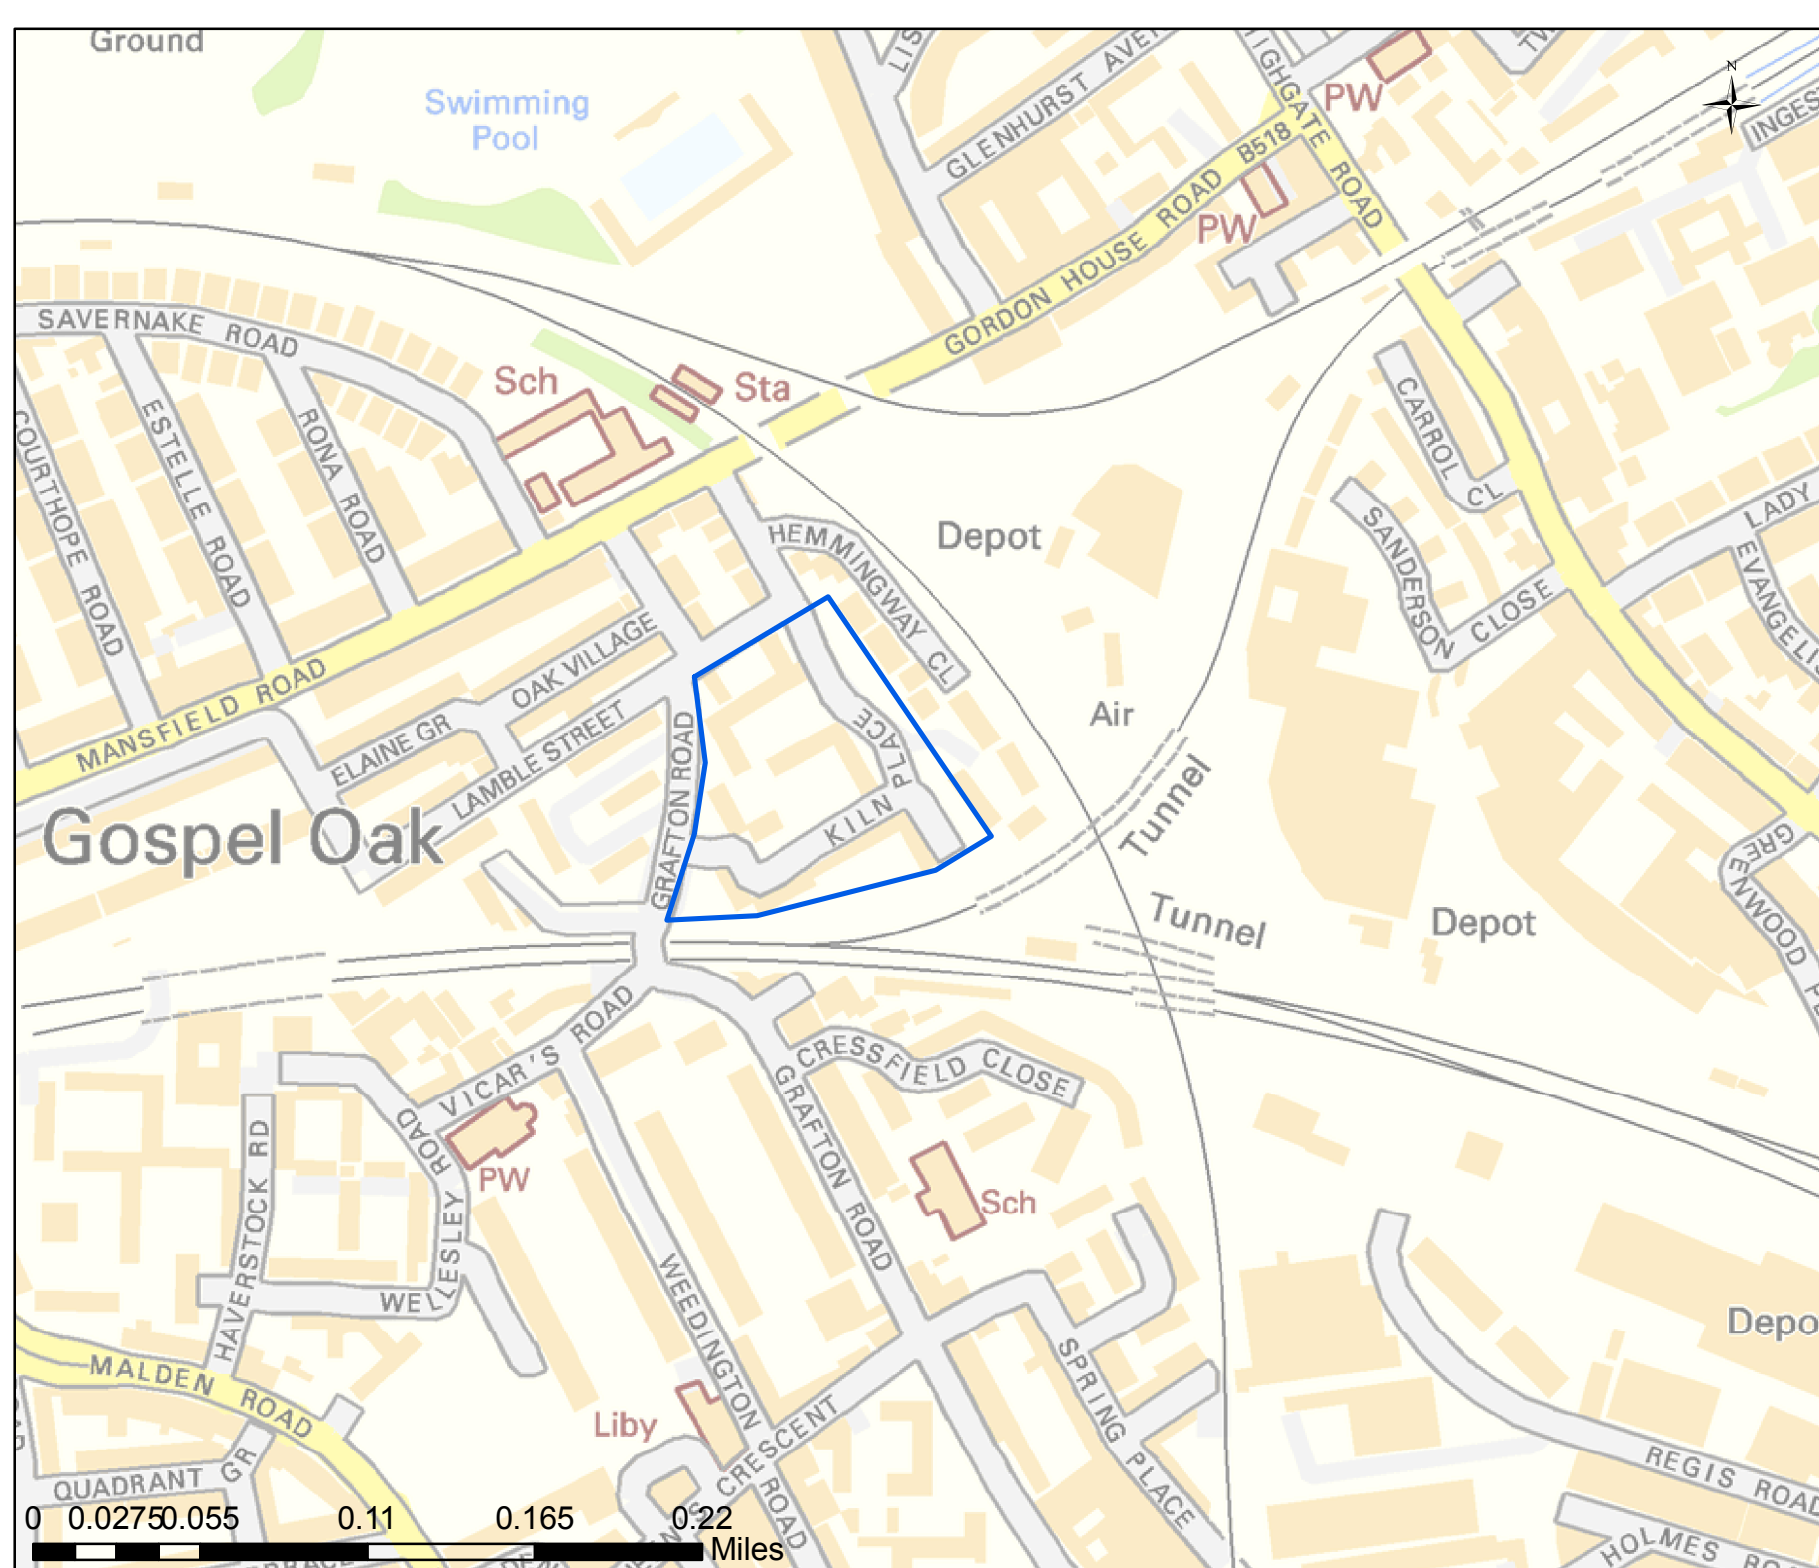 Ground
Swimming
Pool
GLENHURST
HIGHGATE ROAD
PW
N
B518
PW
GORDON HOUSE ROAD
SAVERNAKE ROAD
Sch
Sta
CARROL CL
COURTHOPE ROAD
ESTELLE ROAD
RONA ROAD
HEMMINGWAY CL
Depot
SANDERSON CLOSE
LADY
OAK VILLAGE
MANSFIELD ROAD
ELAINE GR
LAMBLE STREET
GRAFTON ROAD
KILN PLACE
Air
Tunnel
Gospel Oak
Tunnel
Depot
VICAR'S ROAD
CRESSFIELD CLOSE
GRAFTON ROAD
PW
Sch
HAVERSTOCK RD
WELLESLEY ROAD
WEEDINGTON ROAD
SPRING PLACE
MALDEN ROAD
Liby
CRESCENT
QUADRANT GR
REGIS ROAD
0 0.0275 0.055 0.11 0.165 0.22
Miles
HOLMES